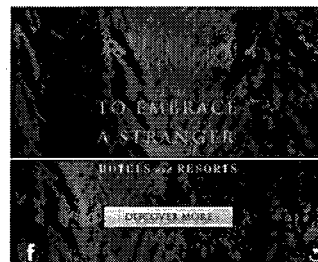 TO EMBRACE
A STRANGER
HOTELS and RESORTS
DISCOVER MORE
f